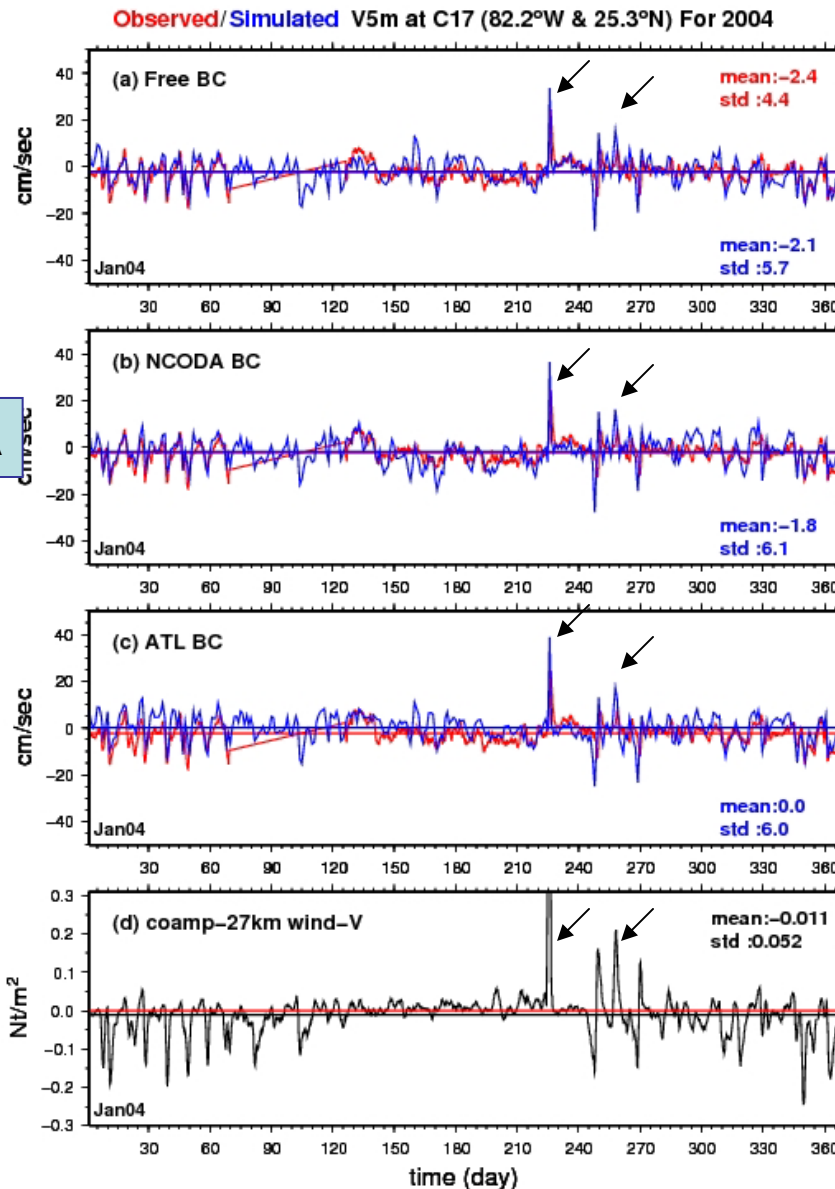 Observed/Simulated V5m at C17 (82.2ºW & 25.3ºN) For 2004
(a) Free BC
mean:−2.4
std :4.4
40
20
0
−20
−40
cm/sec
mean:−2.1
std :5.7
Jan04
30 60 90 120 150 180 210 240 270 300 330 360
(b) NCODA BC
40
20
0
−20
−40
cm/sec
mean:−1.8
std :6.1
Jan04
30 60 90 120 150 180 210 240 270 300 330 360
(c) ATL BC
40
20
0
−20
−40
cm/sec
mean:0.0
std :6.0
Jan04
30 60 90 120 150 180 210 240 270 300 330 360
(d) coamp−27km wind−V
mean:−0.011
std :0.052
0.3
0.2
0.1
0.0
−0.1
−0.2
−0.3
Nt/m²
Jan04
30 60 90 120 150 180 210 240 270 300 330 360
time (day)